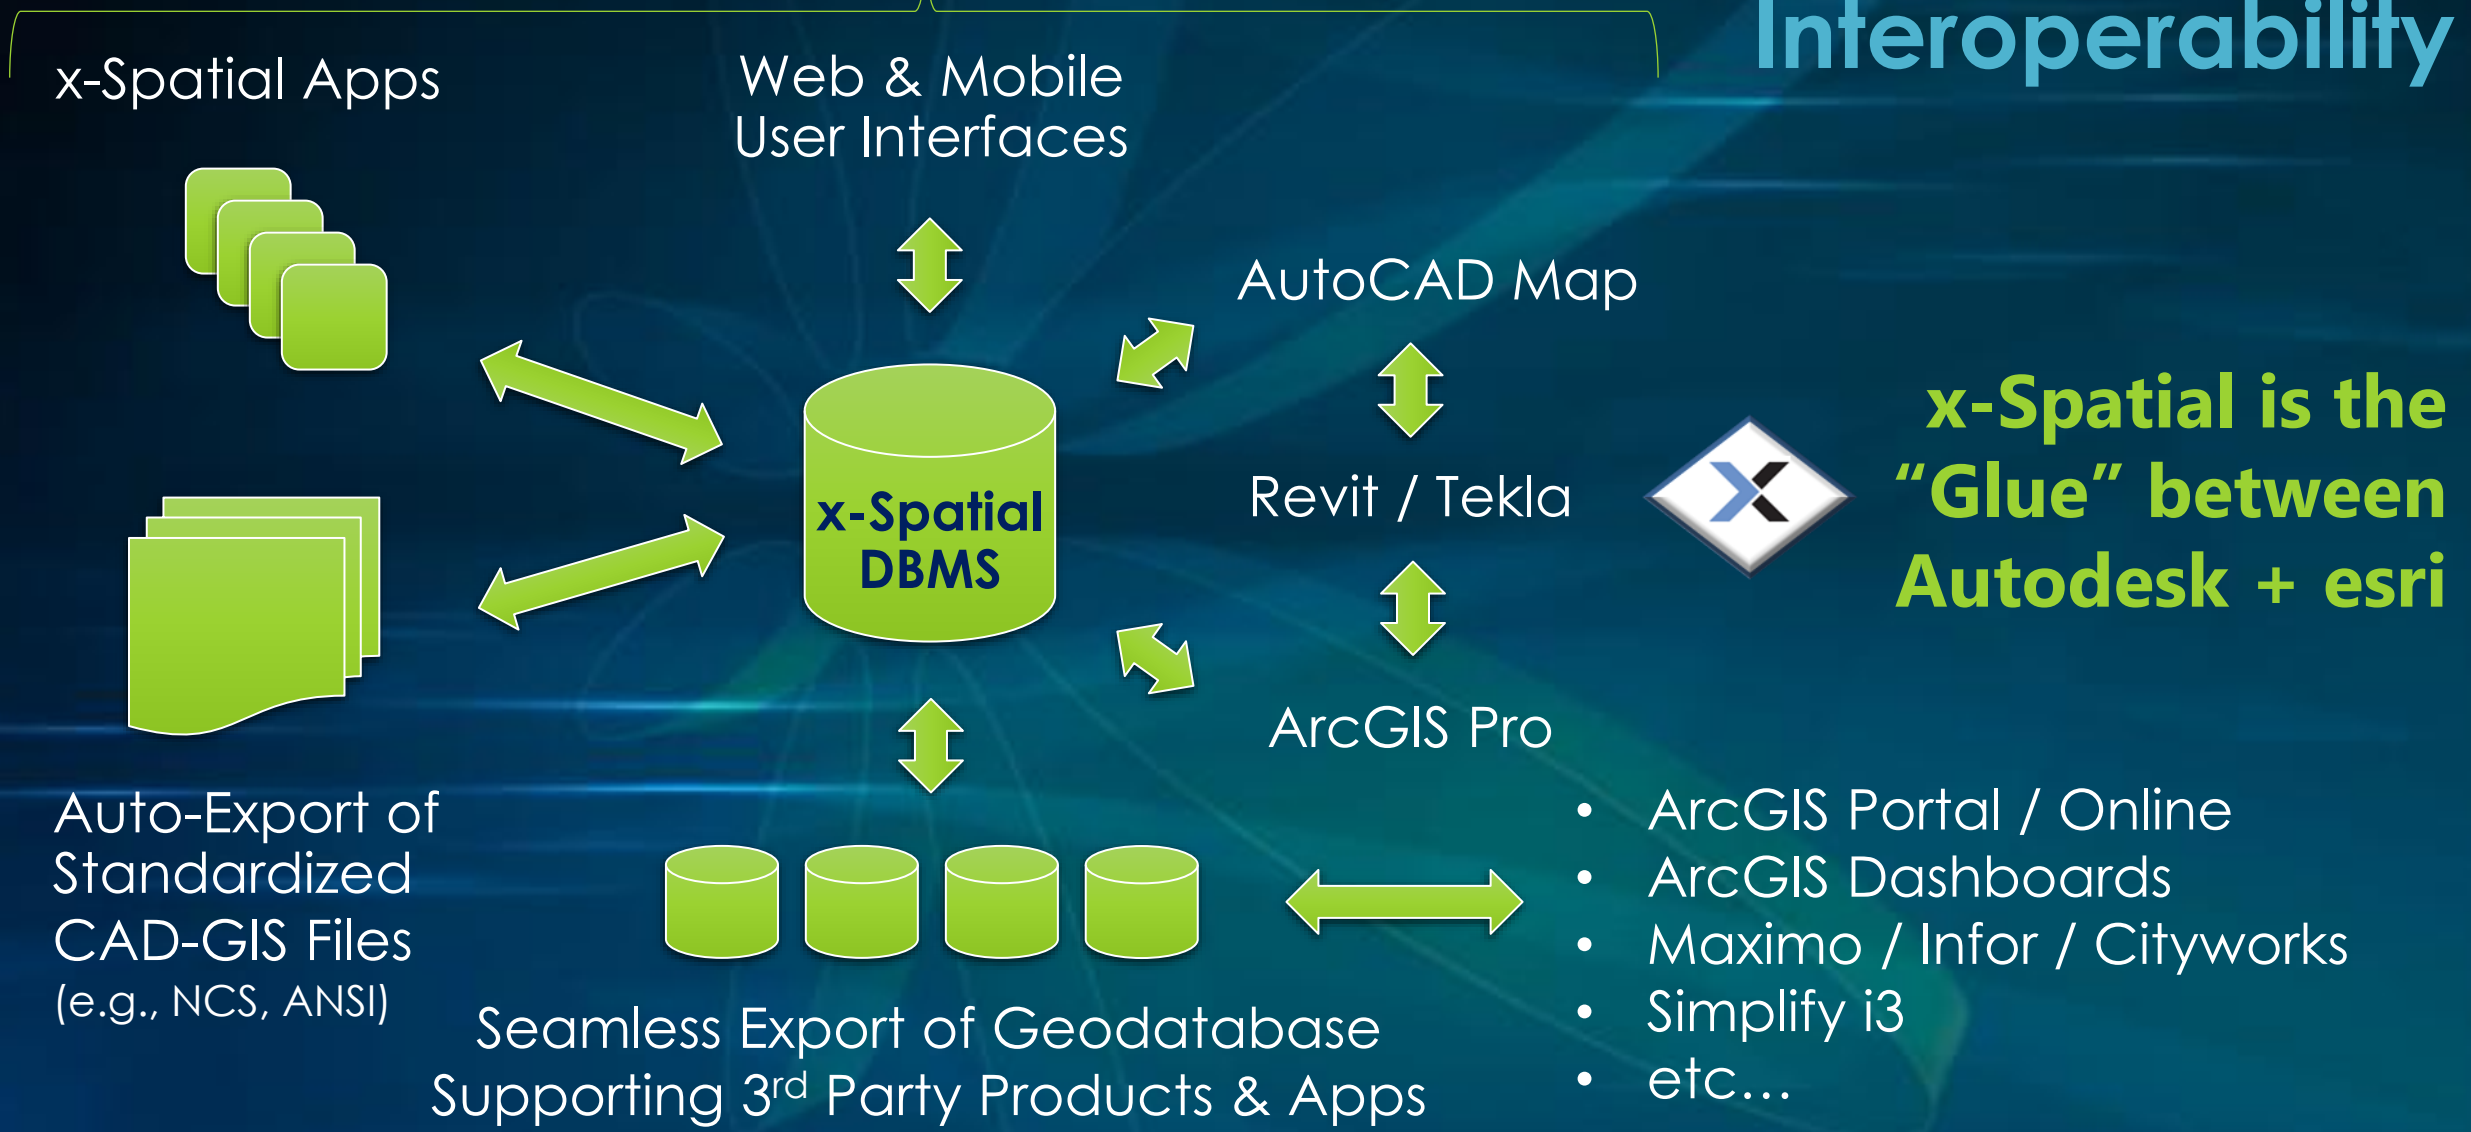 Interoperability
x-Spatial Apps
Web & Mobile
User Interfaces
AutoCAD Map
Revit / Tekla
ArcGIS Pro
x-Spatial
DBMS
x-Spatial is the
“Glue” between
Autodesk + esri
Auto-Export of
Standardized
CAD-GIS Files
(e.g., NCS, ANSI)
Seamless Export of Geodatabase
Supporting 3rd Party Products & Apps
• ArcGIS Portal / Online
• ArcGIS Dashboards
• Maximo / Infor / Cityworks
• Simplify i3
• etc…